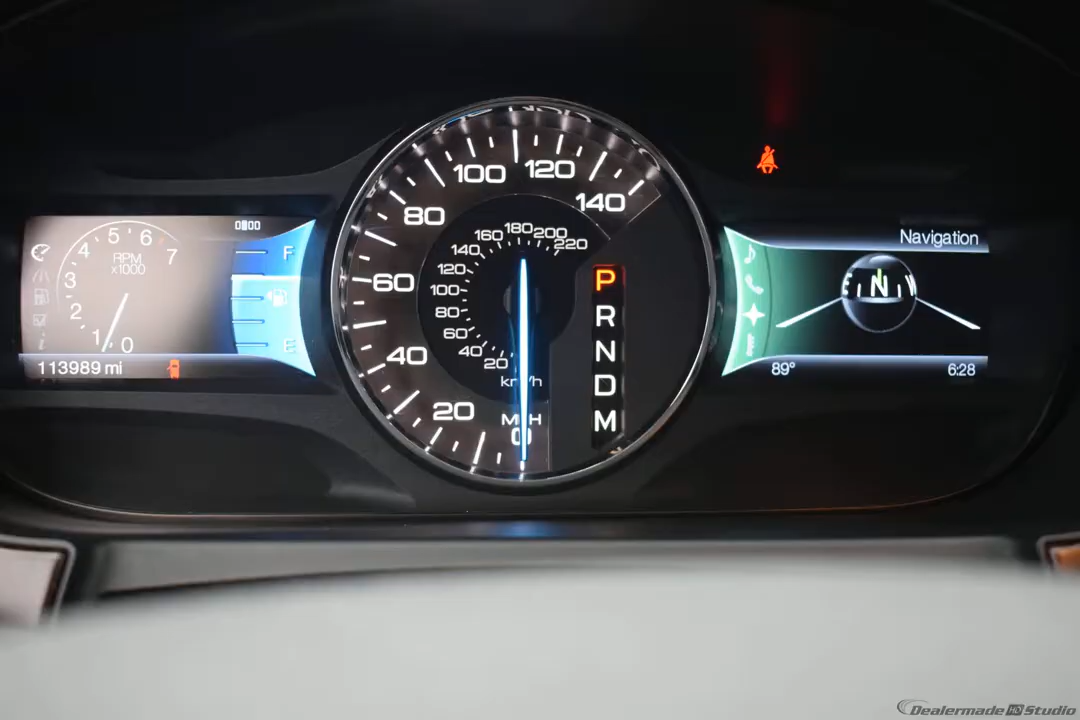 5
4
6
3
RPM
x1000
7
2
1
0
F
E
113989 mi
100
120
80
140
60
40
20
MPH
0
180
160
200
140
220
120
100
80
60
40
20
km/h
P
R
N
D
M
Navigation
N
89°
6:28
Dealermade HD Studio